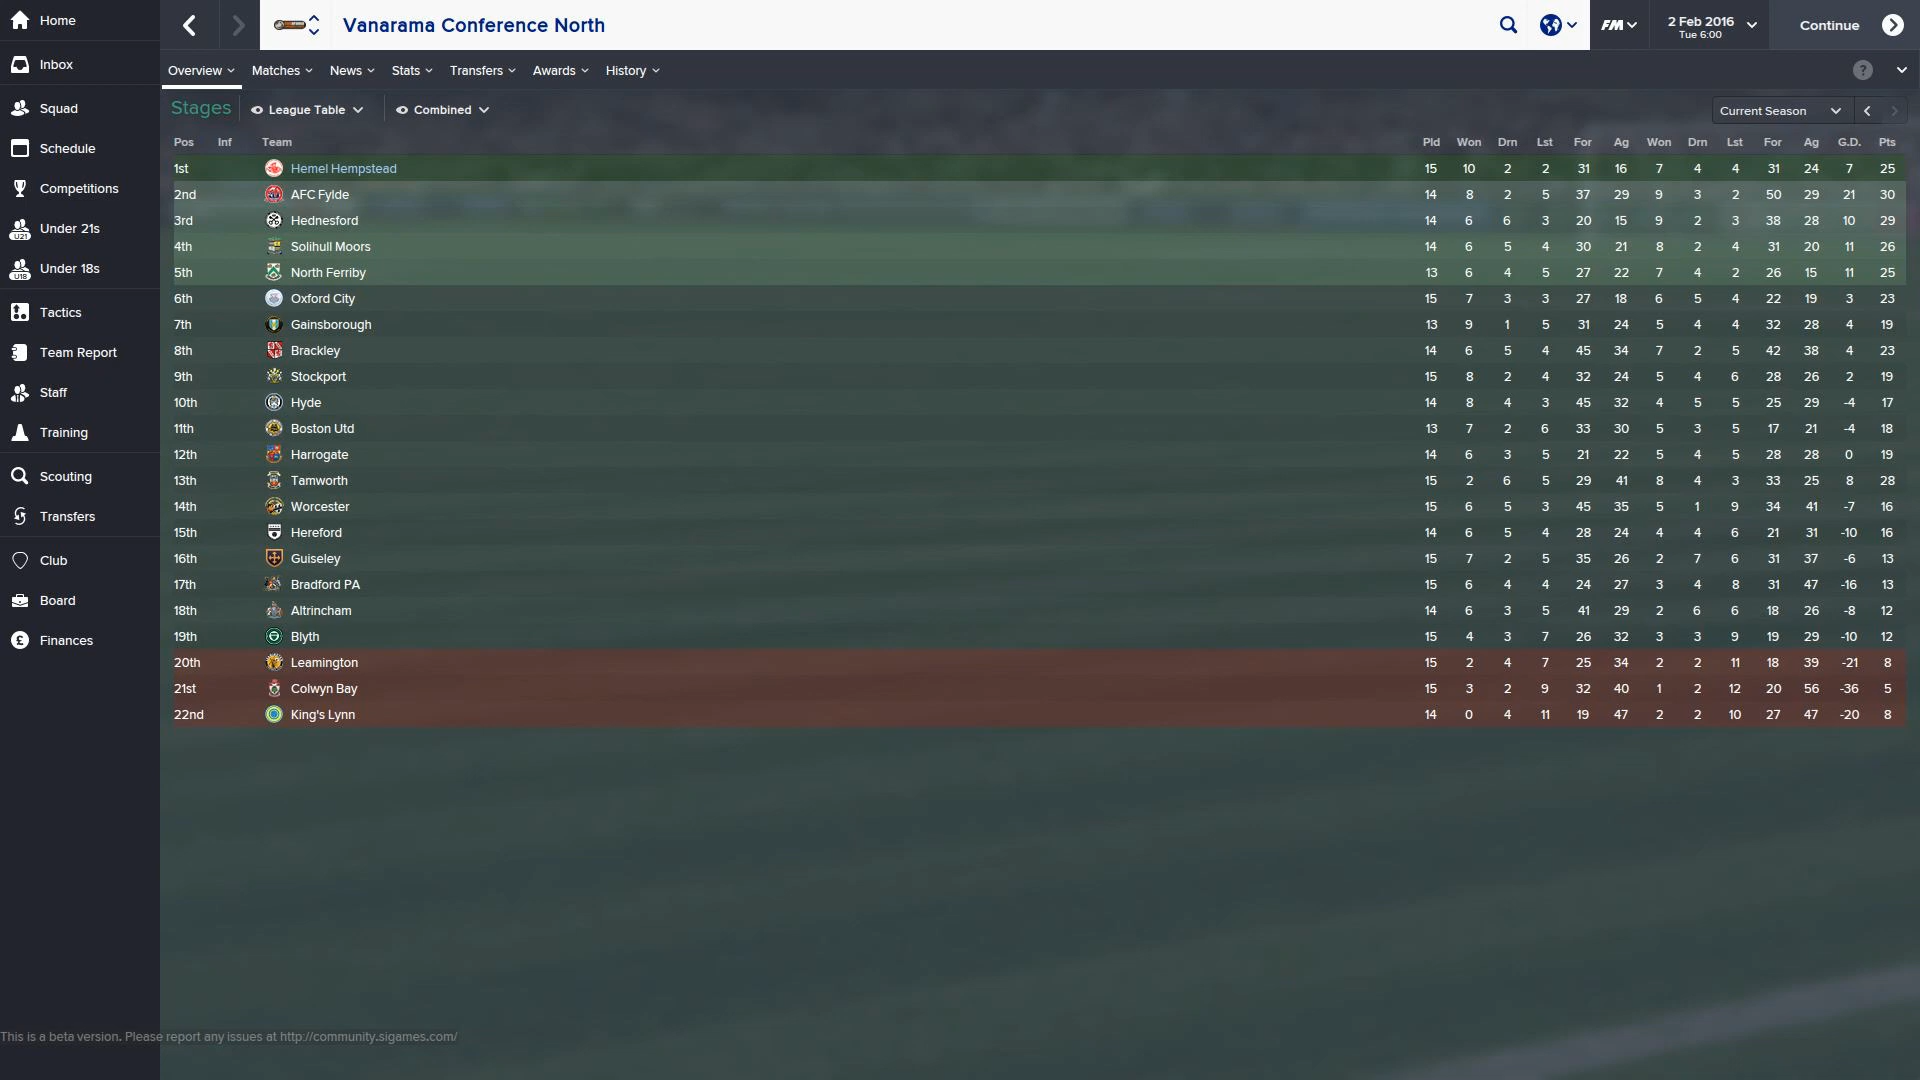 Home
Inbox
Squad
Schedule
Competitions
U21 Under 21s
U18 Under 18s
Tactics
Team Report
Staff
Training
Scouting
Transfers
Club
Board
Finances
Vanarama Conference North
FM
2 Feb 2016
Tue 6:00
Continue
Overview Matches News Stats Transfers Awards History
?
Stages League Table Combined Current Season
Pos Inf Team Pld Won Drn Lst For Ag Won Drn Lst For Ag G.D. Pts
1st Hemel Hempstead 15 10 2 2 31 16 7 4 4 31 24 7 25
2nd AFC Fylde 14 8 2 5 37 29 9 3 2 50 29 21 30
3rd Hednesford 14 6 6 3 20 15 9 2 3 38 28 10 29
4th Solihull Moors 14 6 5 4 30 21 8 2 4 31 20 11 26
5th North Ferriby 13 6 4 5 27 22 7 4 2 26 15 11 25
6th Oxford City 15 7 3 3 27 18 6 5 4 22 19 3 23
7th Gainsborough 13 9 1 5 31 24 5 4 4 32 28 4 19
8th Brackley 14 6 5 4 45 34 7 2 5 42 38 4 23
9th Stockport 15 8 2 4 32 24 5 4 6 28 26 2 19
10th Hyde 14 8 4 3 45 32 4 5 5 25 29 -4 17
11th Boston Utd 13 7 2 6 33 30 5 3 5 17 21 -4 18
12th Harrogate 14 6 3 5 21 22 5 4 5 28 28 0 19
13th Tamworth 15 2 6 5 29 41 8 4 3 33 25 8 28
14th Worcester 15 6 5 3 45 35 5 1 9 34 41 -7 16
15th Hereford 14 6 5 4 28 24 4 4 6 21 31 -10 16
16th Guiseley 15 7 2 5 35 26 2 7 6 31 37 -6 13
17th Bradford PA 15 6 4 4 24 27 3 4 8 31 47 -16 13
18th Altrincham 14 6 3 5 41 29 2 6 6 18 26 -8 12
19th Blyth 15 4 3 7 26 32 3 3 9 19 29 -10 12
20th Leamington 15 2 4 7 25 34 2 2 11 18 39 -21 8
21st Colwyn Bay 15 3 2 9 32 40 1 2 12 20 56 -36 5
22nd King's Lynn 14 0 4 11 19 47 2 2 10 27 47 -20 8
This is a beta version. Please report any issues at http://community.sigames.com/